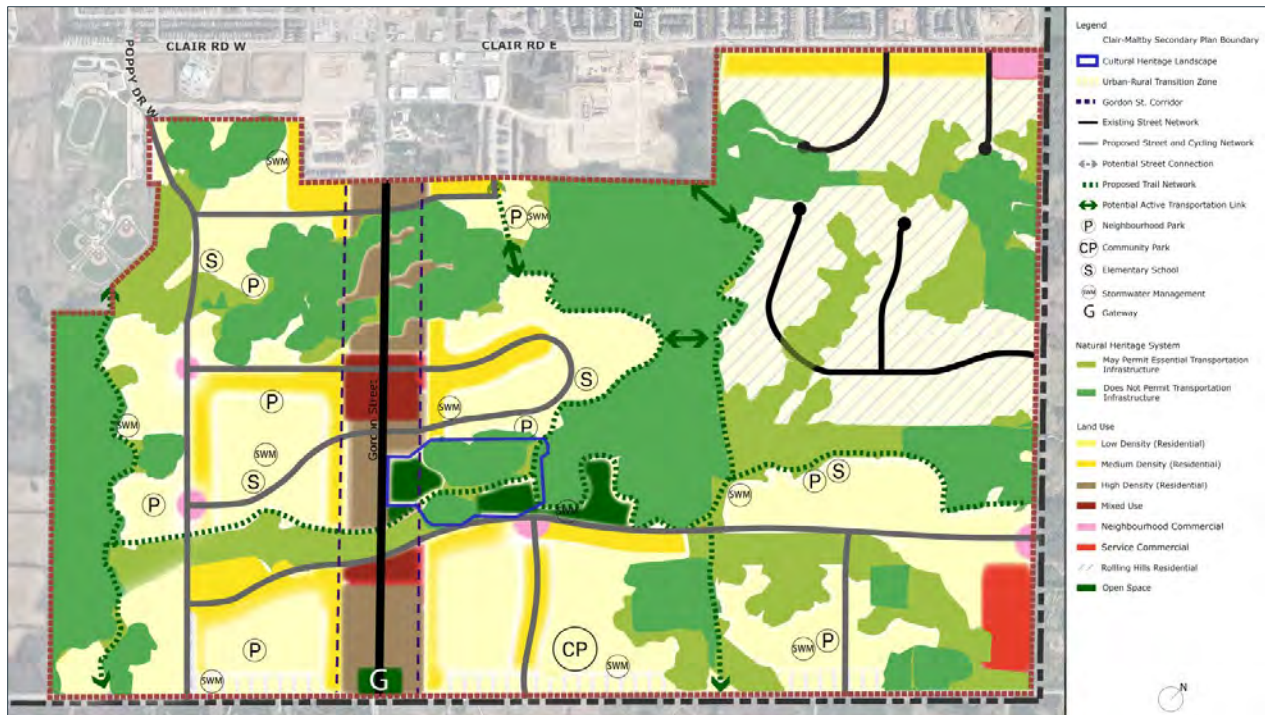 CLAIR RD W
CLAIR RD E
BEA
POPPY DR W
SWM
P
SWM
S
P
Gordon Street
P
S
SWM
SWM
P
SWM
S
P
SWM
P
S
SWM
P
CP
SWM
P
SWM
SWM
G
Legend
Clair-Maltby Secondary Plan Boundary
Cultural Heritage Landscape
Urban-Rural Transition Zone
Gordon St. Corridor
Existing Street Network
Proposed Street and Cycling Network
Potential Street Connection
Proposed Trail Network
Potential Active Transportation Link
P Neighbourhood Park
CP Community Park
S Elementary School
SWM Stormwater Management
G Gateway
Natural Heritage System
May Permit Essential Transportation
Infrastructure
Does Not Permit Transportation
Infrastructure
Land Use
Low Density (Residential)
Medium Density (Residential)
High Density (Residential)
Mixed Use
Neighbourhood Commercial
Service Commercial
Rollling Hills Residential
Open Space
N